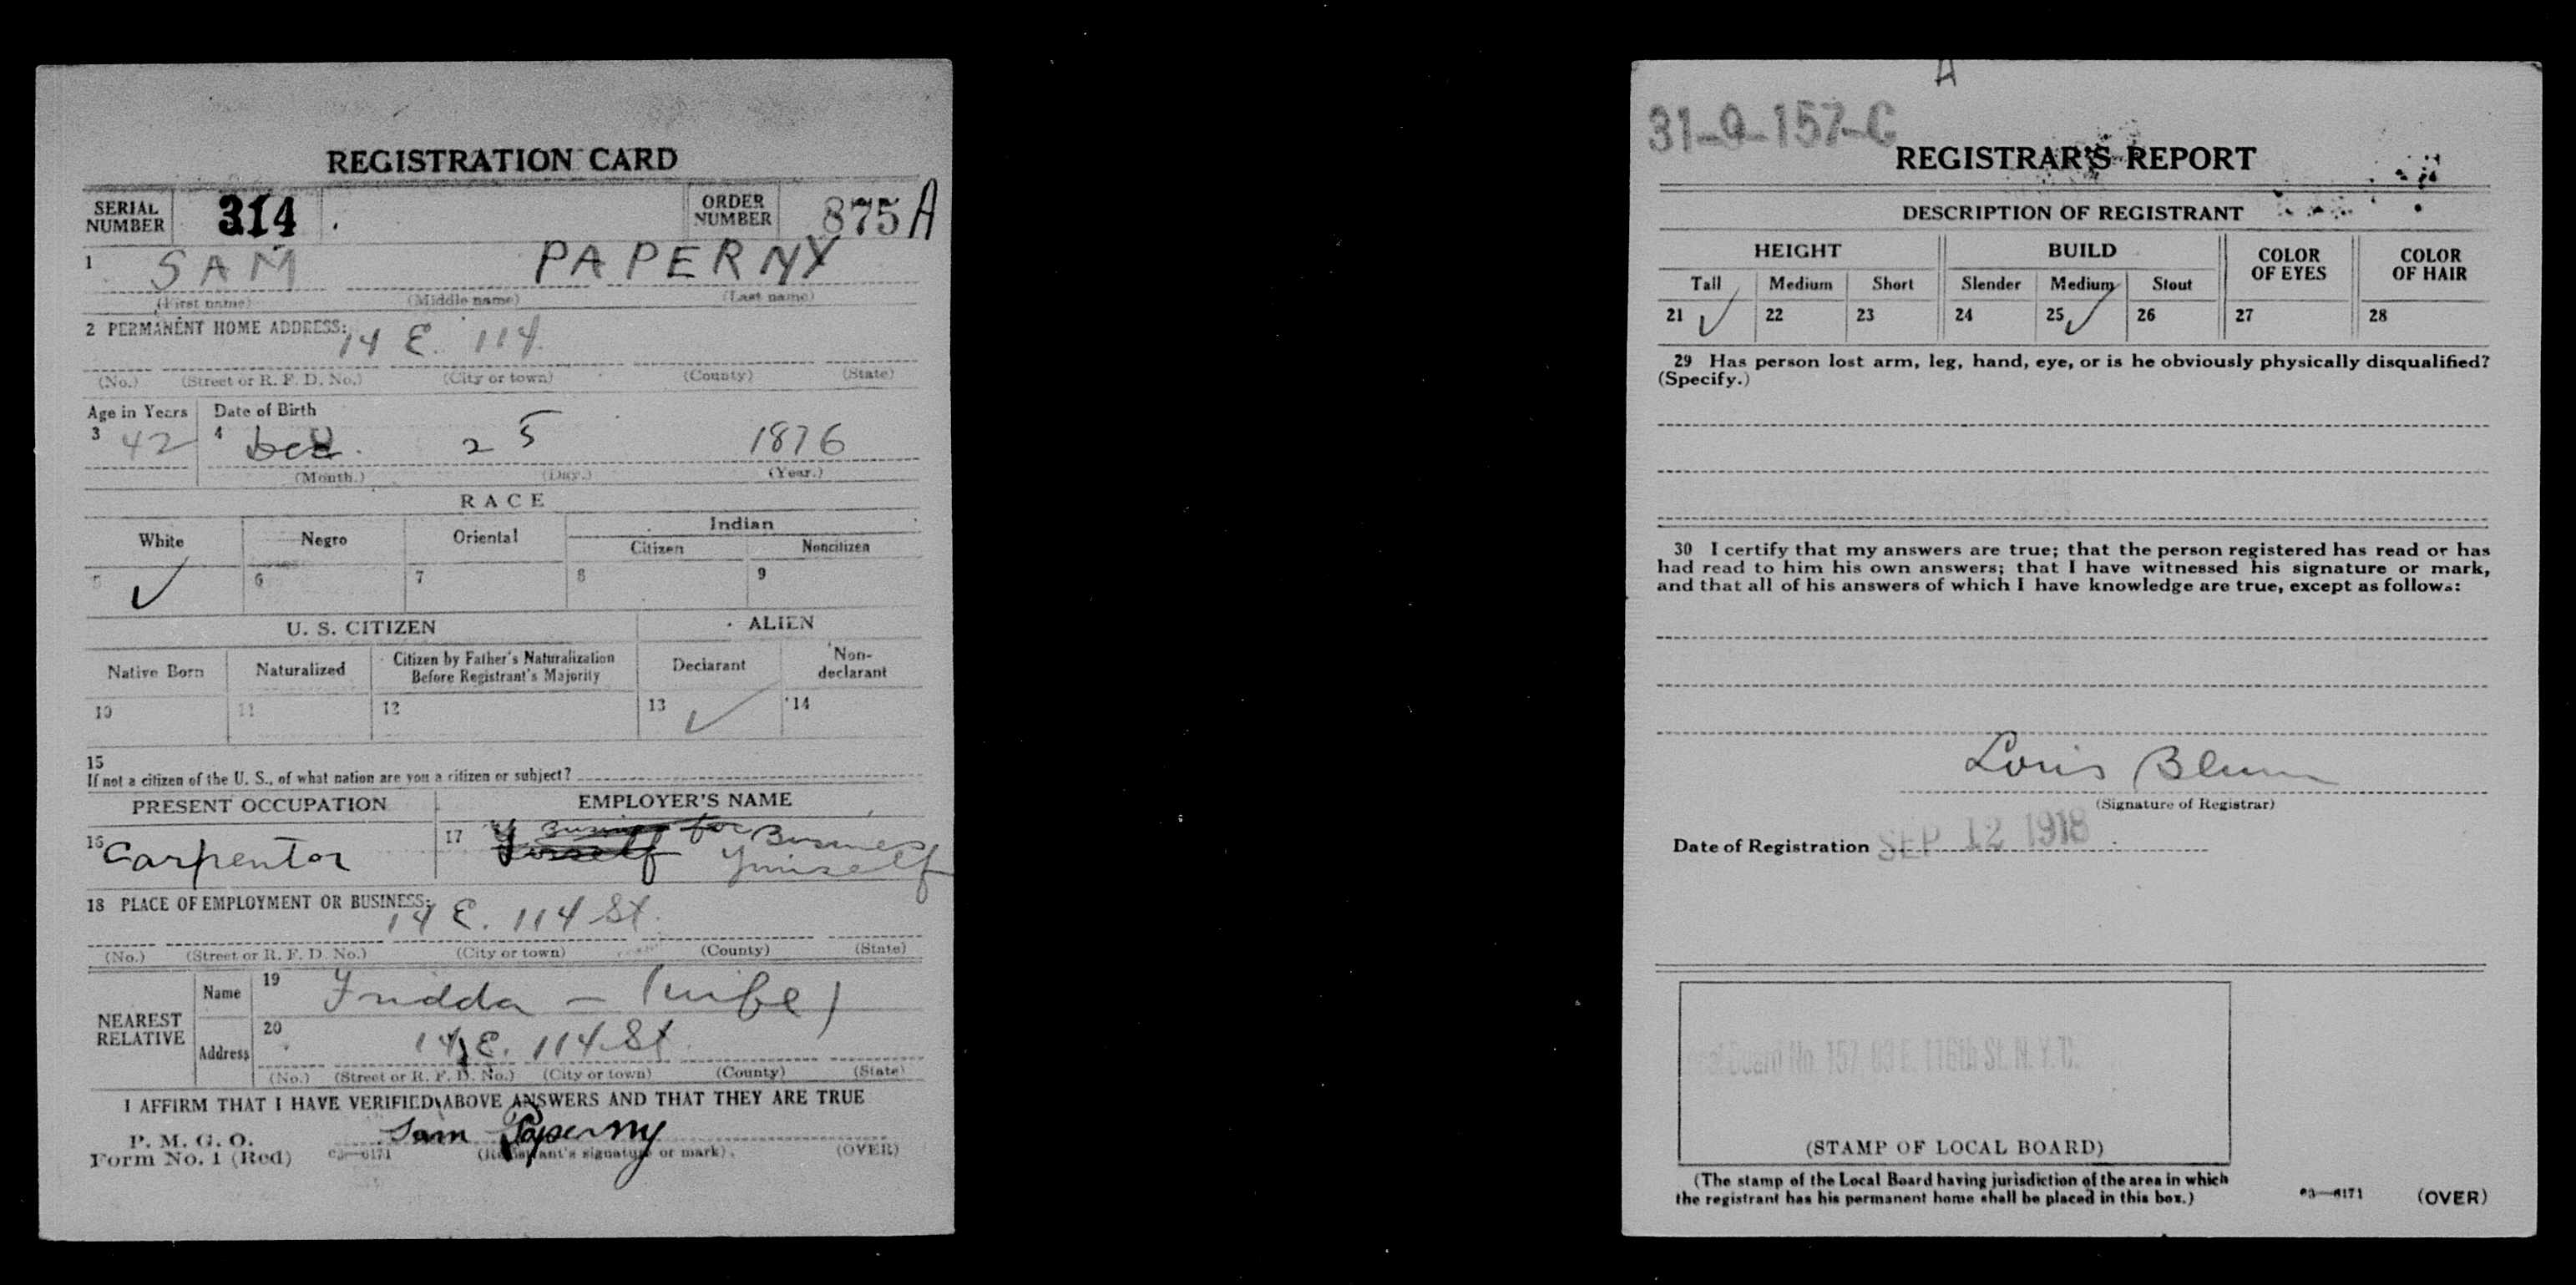 REGISTRATION CARD
SERIAL NUMBER 314 ORDER NUMBER 875 A
1 SAM PAPERNY
(First name) (Middle name) (Last name)
2 PERMANENT HOME ADDRESS: 14 E. 114
(No.) (Street or R. F. D. No.) (City or town) (County) (State)
Age in Years Date of Birth
3 42 4 Dec. 25 1876
(Month.) (Day.) (Year.)
RACE
White Negro Oriental Indian
Citizen Noncitizen
5 ✓ 6 7 8 9
U. S. CITIZEN ALIEN
Native Born Naturalized Citizen by Father's Naturalization Before Registrant's Majority Declarant Non-declarant
10 11 12 13 ✓ 14
15
If not a citizen of the U. S., of what nation are you a citizen or subject?
PRESENT OCCUPATION EMPLOYER'S NAME
16 Carpentor 17 for Business
18 PLACE OF EMPLOYMENT OR BUSINESS: 14 E. 114 St.
(No.) (Street or R. F. D. No.) (City or town) (County) (State)
NEAREST RELATIVE
Name 19 Fridda - (wife)
Address 20 14 E. 114 St.
(No.) (Street or R. F. D. No.) (City or town) (County) (State)
I AFFIRM THAT I HAVE VERIFIED ABOVE ANSWERS AND THAT THEY ARE TRUE
P. M. G. O.
Form No. 1 (Red) 03—6171 Sam Paperny
(Registrant's signature or mark) (OVER)
A
31-9-157-C
REGISTRAR'S REPORT
DESCRIPTION OF REGISTRANT
HEIGHT BUILD COLOR OF EYES COLOR OF HAIR
Tall Medium Short Slender Medium Stout
21 ✓ 22 23 24 25 ✓ 26 27 28
29 Has person lost arm, leg, hand, eye, or is he obviously physically disqualified?
(Specify.)
30 I certify that my answers are true; that the person registered has read or has
had read to him his own answers; that I have witnessed his signature or mark,
and that all of his answers of which I have knowledge are true, except as follows:
Louis Blum
(Signature of Registrar)
Date of Registration SEP 12 1918
Board No. 157, 83 E. 116th St. N. Y. C.
(STAMP OF LOCAL BOARD)
(The stamp of the Local Board having jurisdiction of the area in which
the registrant has his permanent home shall be placed in this box.)
03—6171 (OVER)